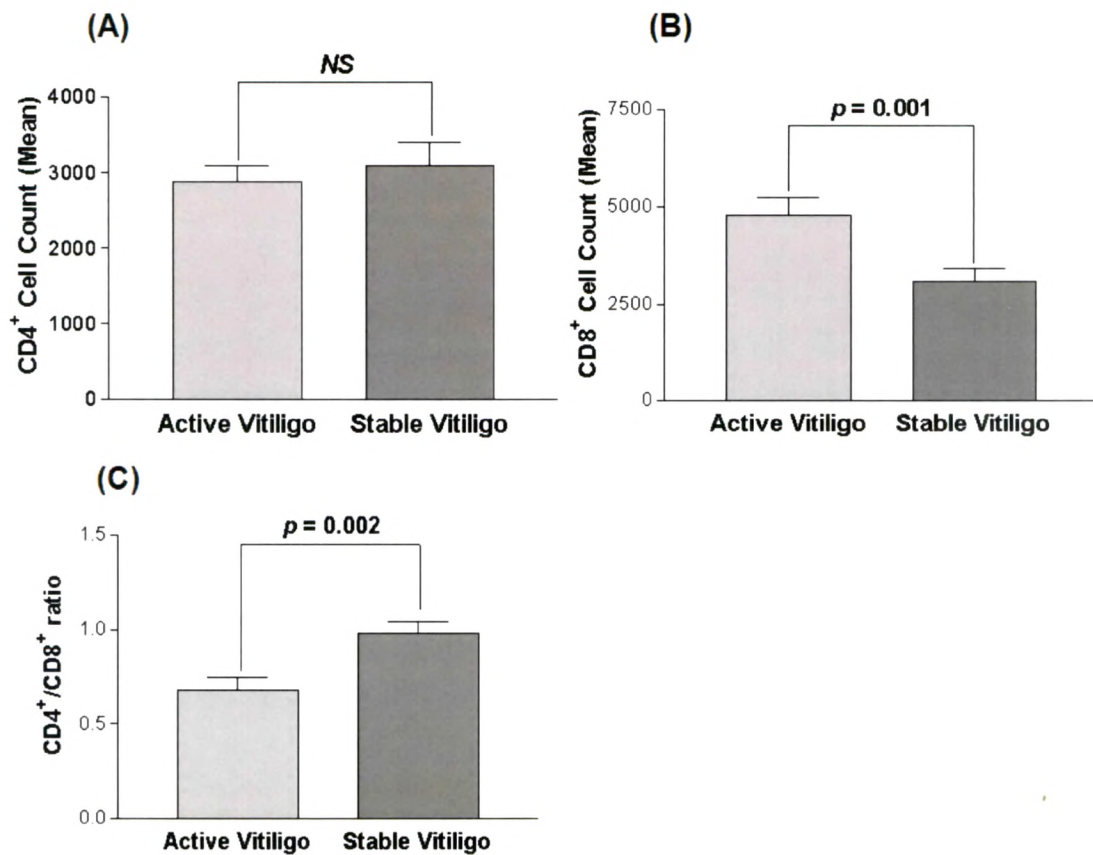 (A)
NS
CD4⁺ Cell Count (Mean)
4000
3000
2000
1000
0
Active Vitiligo Stable Vitiligo
(B)
p = 0.001
CD8⁺ Cell Count (Mean)
7500
5000
2500
0
Active Vitiligo Stable Vitiligo
(C)
p = 0.002
CD4⁺/CD8⁺ ratio
1.5
1.0
0.5
0.0
Active Vitiligo Stable Vitiligo